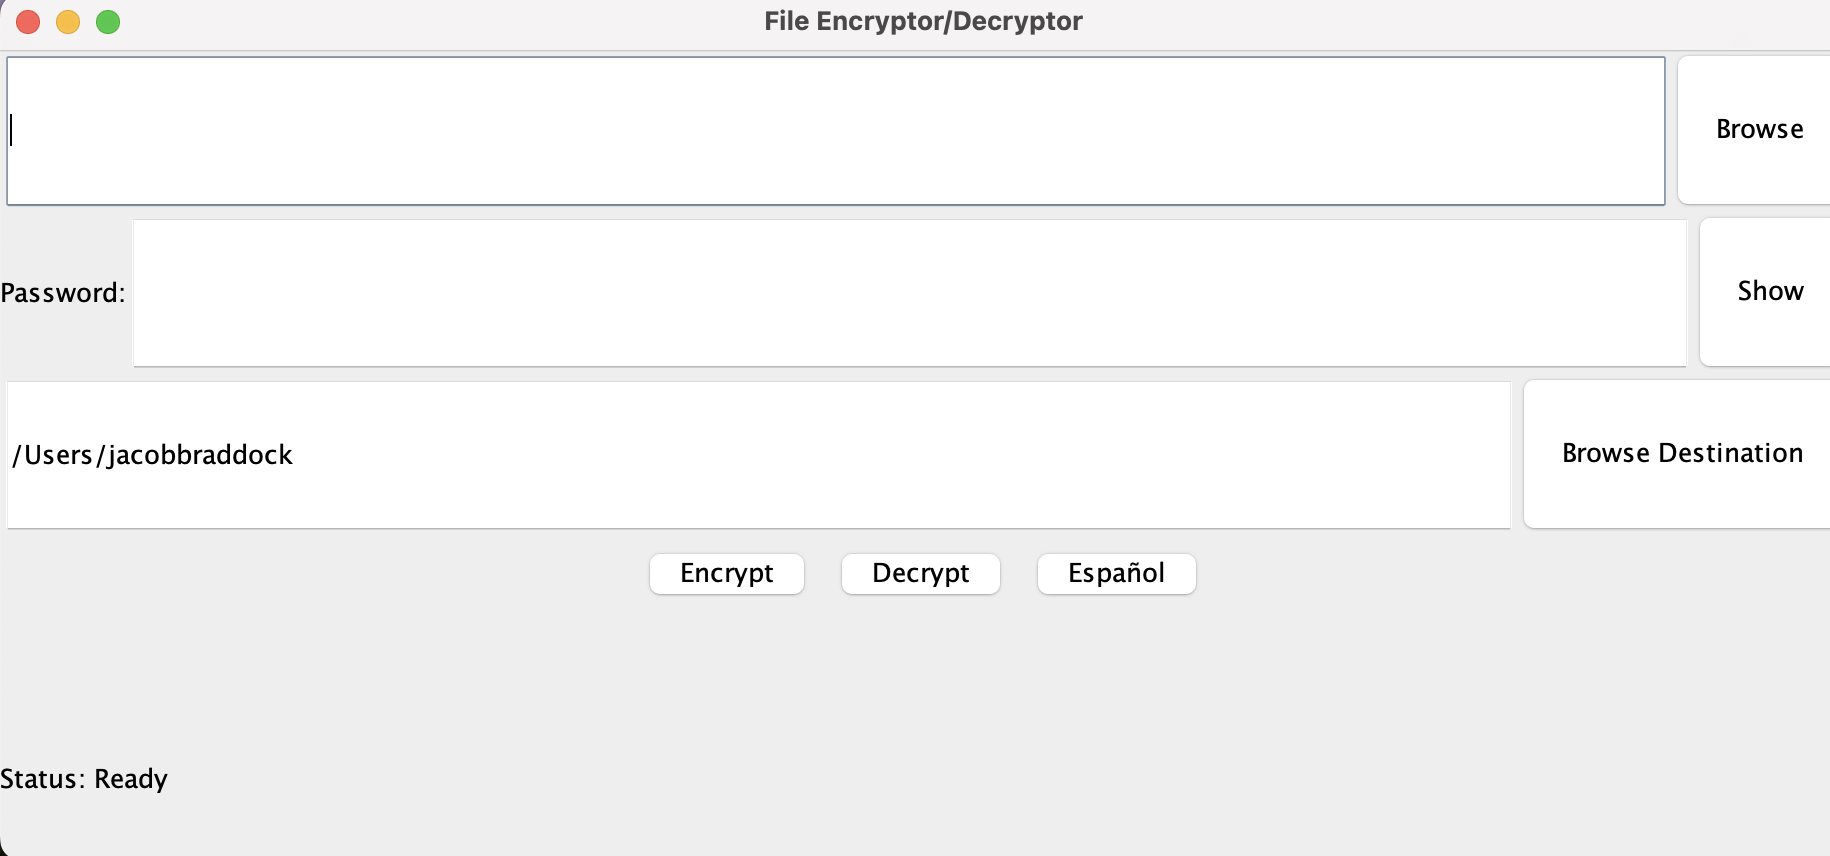 File Encryptor/Decryptor
Browse
Password:
Show
/Users/jacobbraddock
Browse Destination
Encrypt
Decrypt
Español
Status: Ready